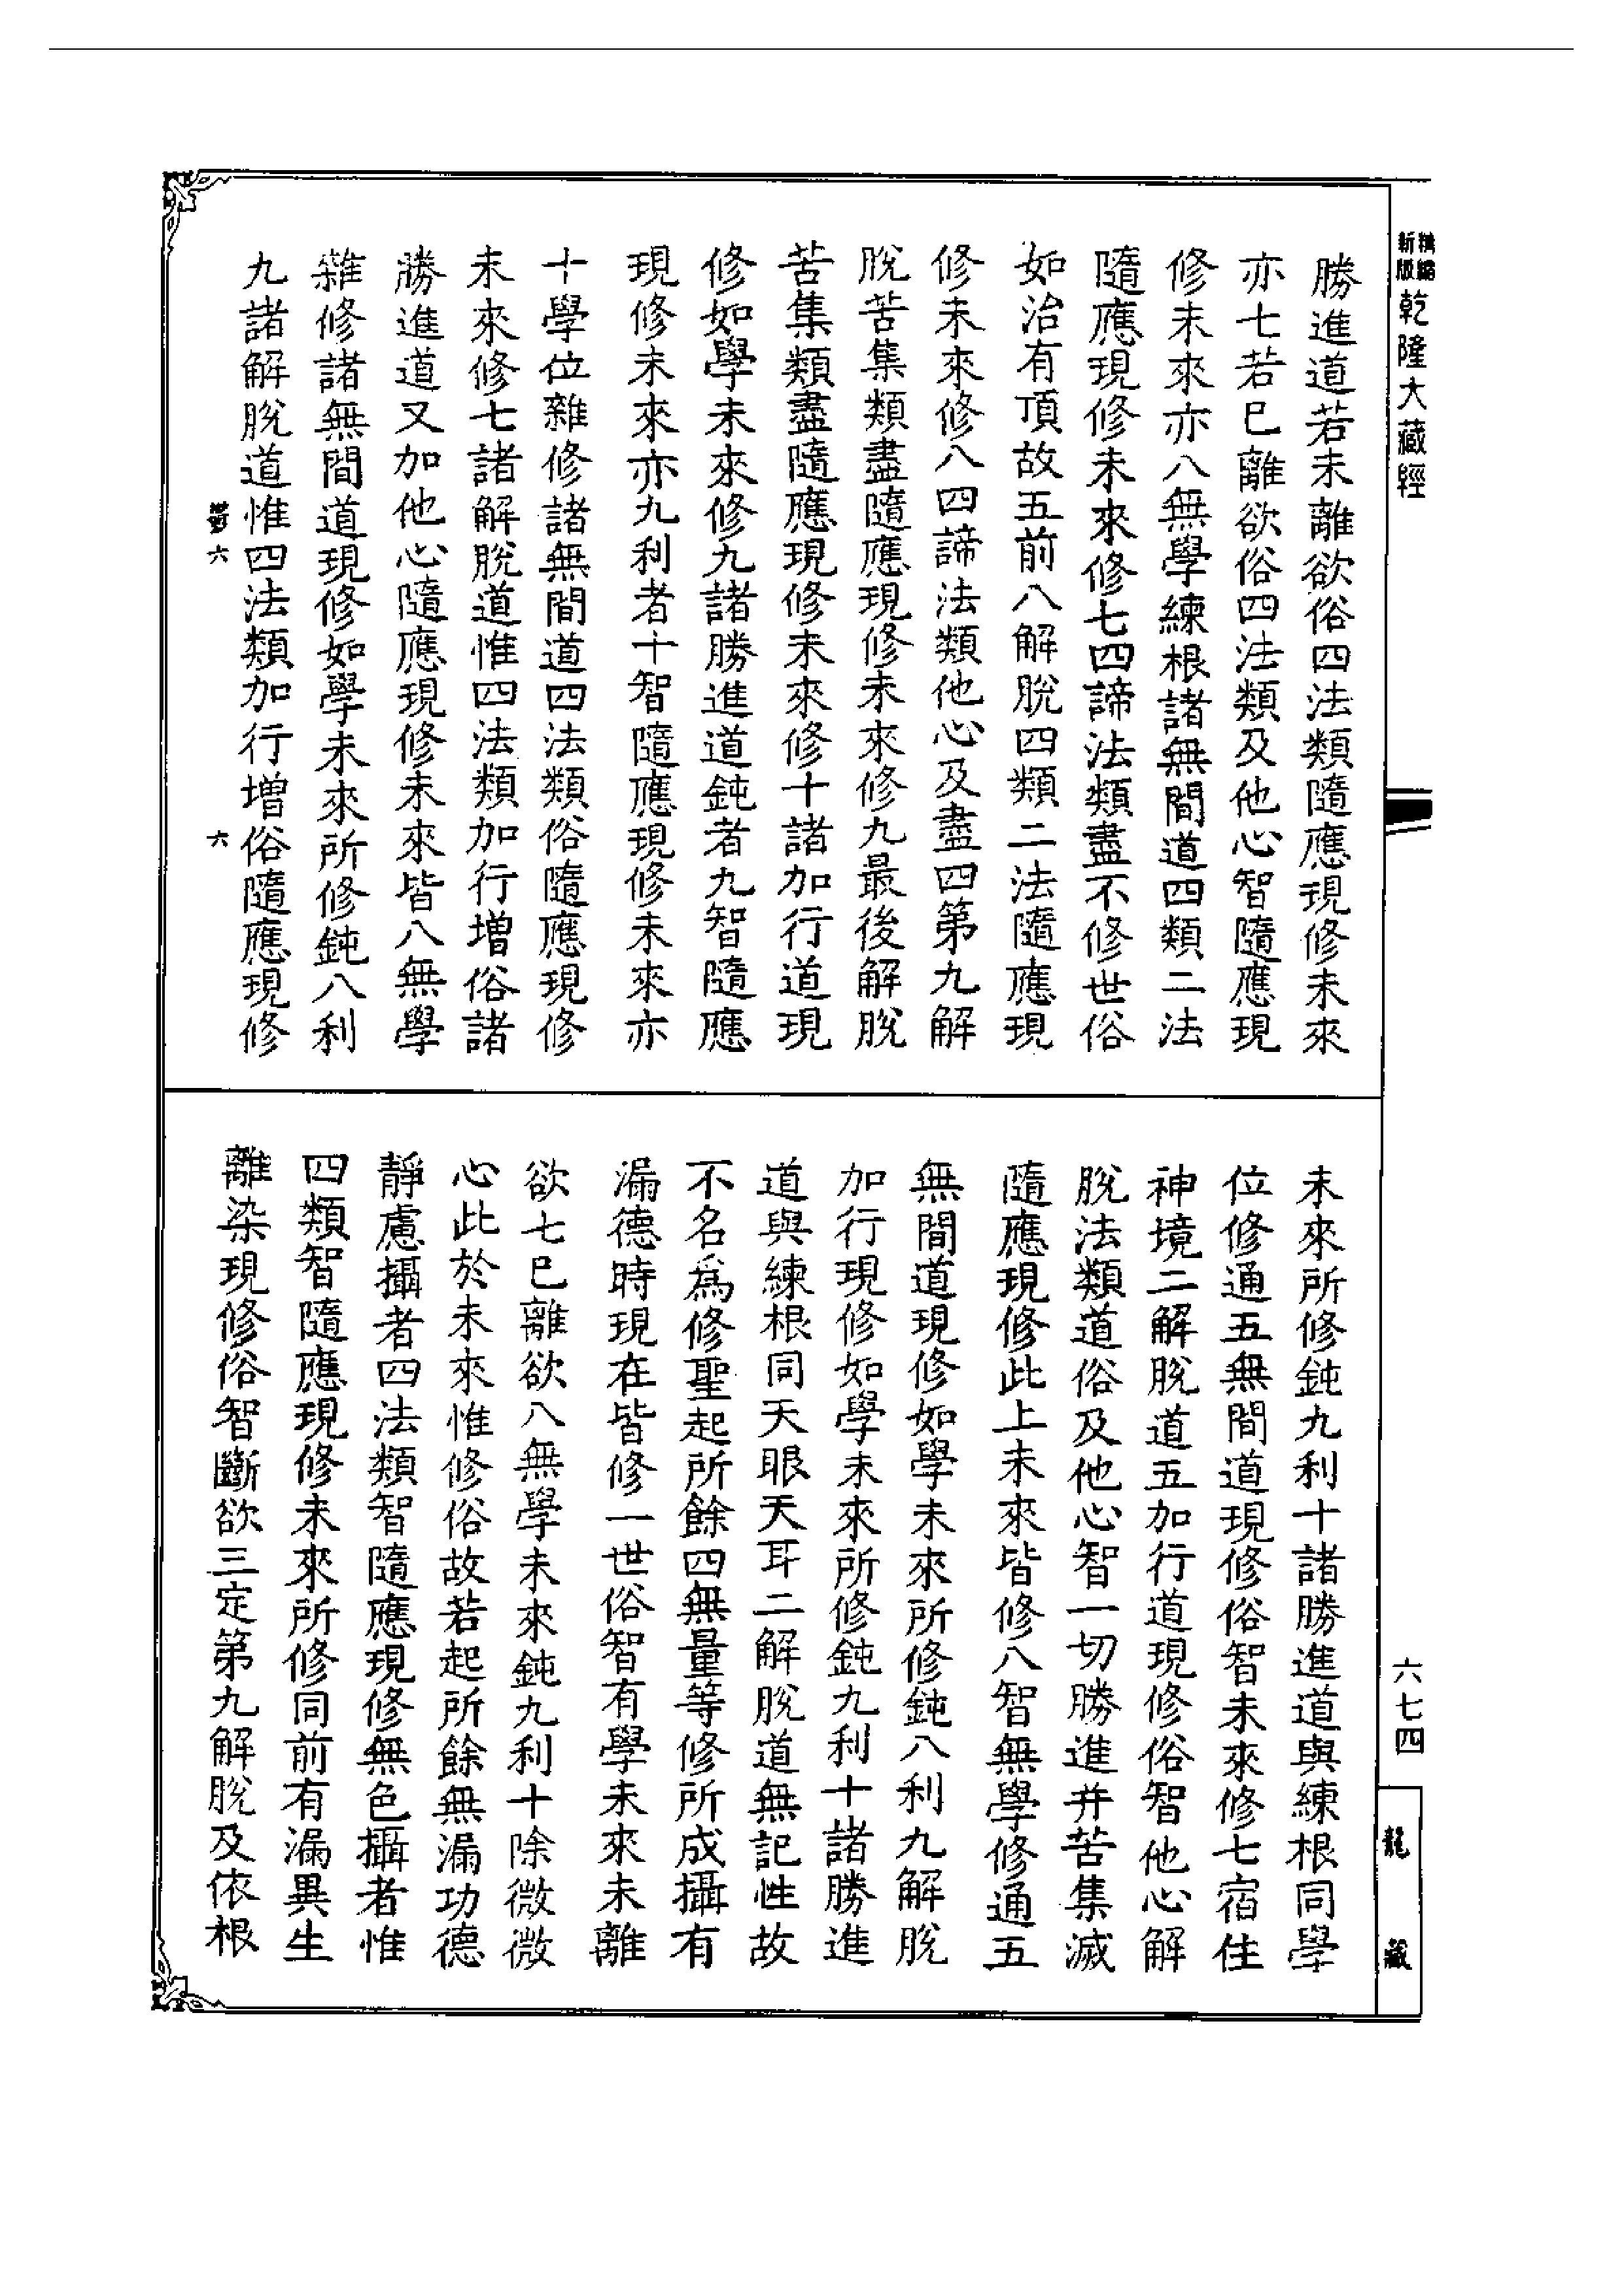 精縮
新版
乾隆大藏經
勝進道若未離欲俗四法類隨應現修未來
亦七若已離欲俗四法類及他心智隨應現
修未來亦八無學練根諸無間道四類二法
隨應現修未來修七四諦法類盡不修世俗
如治有頂故五前八解脫四類二法隨應現
修未來修八四諦法類他心及盡四第九解
脫苦集類盡隨應現修未來修九最後解脫
苦集類盡隨應現修未來修十諸加行道現
修如學未來修九諸勝進道鈍者九智隨應
現修未來亦九利者十智隨應現修未來亦
十學位雜修諸無間道四法類俗隨應現修
未來修七諸解脫道惟四法類加行增俗諸
勝進道又加他心隨應現修未來皆八無學
雜修諸無間道現修如學未來所修鈍八利
九諸解脫道惟四法類加行增俗隨應現修
六
六
未來所修鈍九利十諸勝進道與練根同學
位修通五無間道現修俗智未來修七宿住
神境二解脫道五加行道現修俗智他心解
脫法類道俗及他心智一切勝進并苦集滅
隨應現修此上未來皆修八智無學修通五
無間道現修如學未來所修鈍八利九解脫
加行現修如學未來所修鈍九利十諸勝進
道與練根同天眼天耳二解脫道無記性故
不名為修聖起所餘四無量等修所成攝有
漏德時現在皆修一世俗智有學未來未離
欲七已離欲八無學未來鈍九利十除微微
心此於未來惟修俗故若起所餘無漏功德
靜慮攝者四法類智隨應現修無色攝者惟
四類智隨應現修未來所修同前有漏異生
離染現修俗智斷欲三定第九解脫及依根
六七四
龍藏